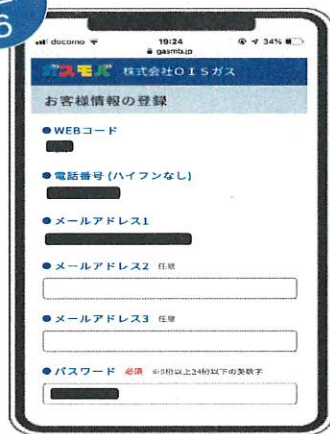 6
docomo 19:24 34%
gasmb.jp
ガスモバ 株式会社OISガス
お客様情報の登録
●WEBコード
●電話番号(ハイフンなし)
●メールアドレス1
●メールアドレス2 任意
●メールアドレス3 任意
●パスワード 必須 ※8桁以上24桁以下の英数字